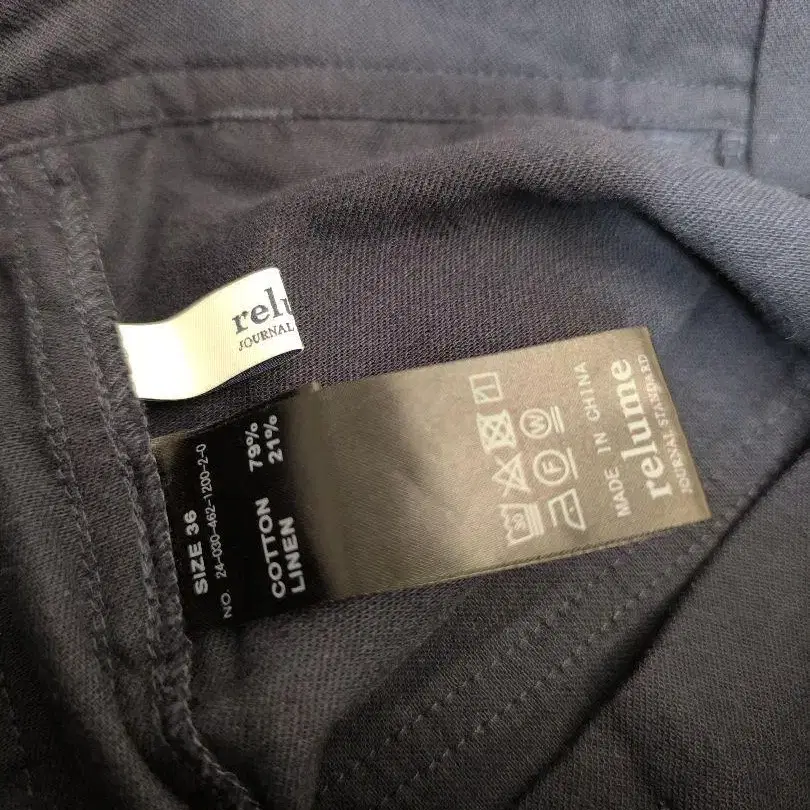 relu
JOURNAL
SIZE 36
NO. 24-030-462-1200-2-0
COTTON 79%
LINEN 21%
30
F
W
MADE IN CHINA
relume
JOURNAL STANDARD